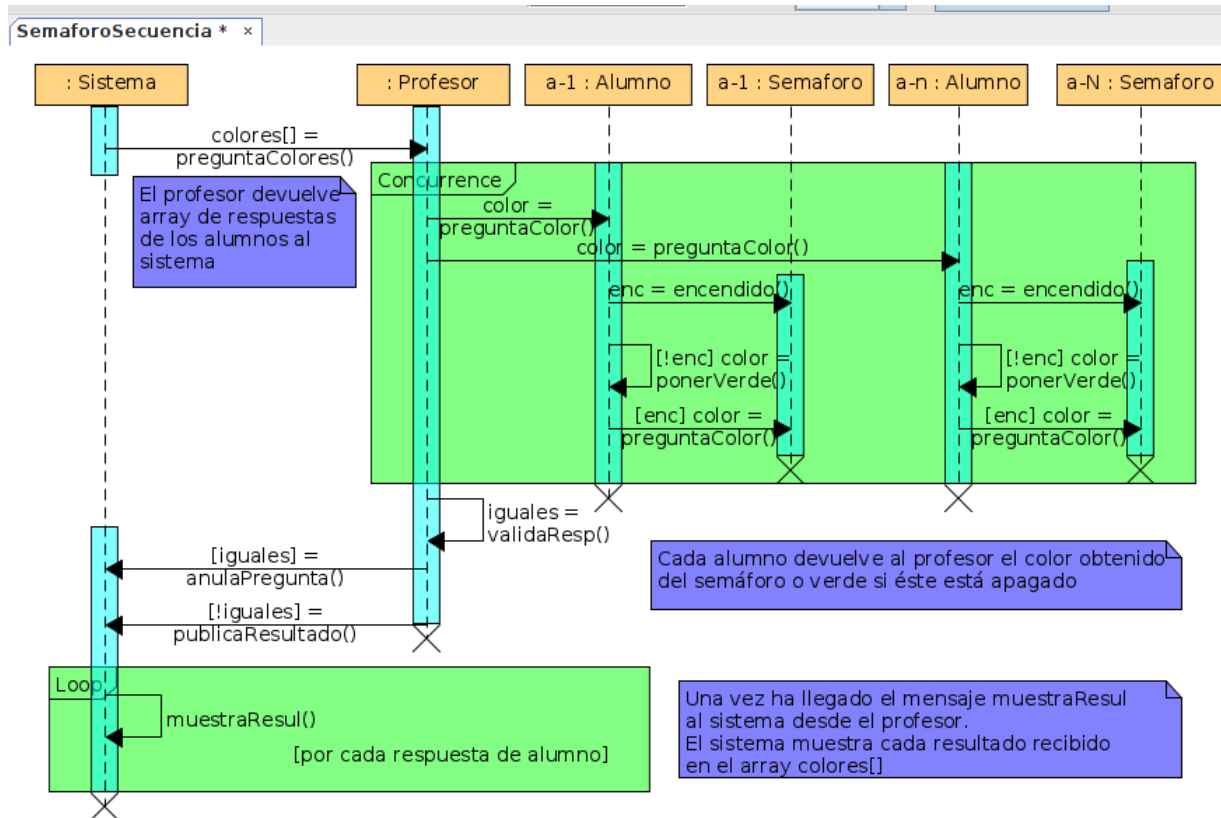 SemaforoSecuencia * ×
: Sistema
: Profesor
a-1 : Alumno
a-1 : Semaforo
a-n : Alumno
a-N : Semaforo
colores[] =
preguntaColores()
El profesor devuelve
array de respuestas
de los alumnos al
sistema
Concurrence
color =
preguntaColor()
color = preguntaColor()
enc = encendido()
enc = encendido()
[!enc] color =
ponerVerde()
[!enc] color =
ponerVerde()
[enc] color =
preguntaColor()
[enc] color =
preguntaColor()
iguales =
validaResp()
[iguales] =
anulaPregunta()
[!iguales] =
publicaResultado()
Cada alumno devuelve al profesor el color obtenido
del semáforo o verde si éste está apagado
Loop
muestraResul()
[por cada respuesta de alumno]
Una vez ha llegado el mensaje muestraResul
al sistema desde el profesor.
El sistema muestra cada resultado recibido
en el array colores[]